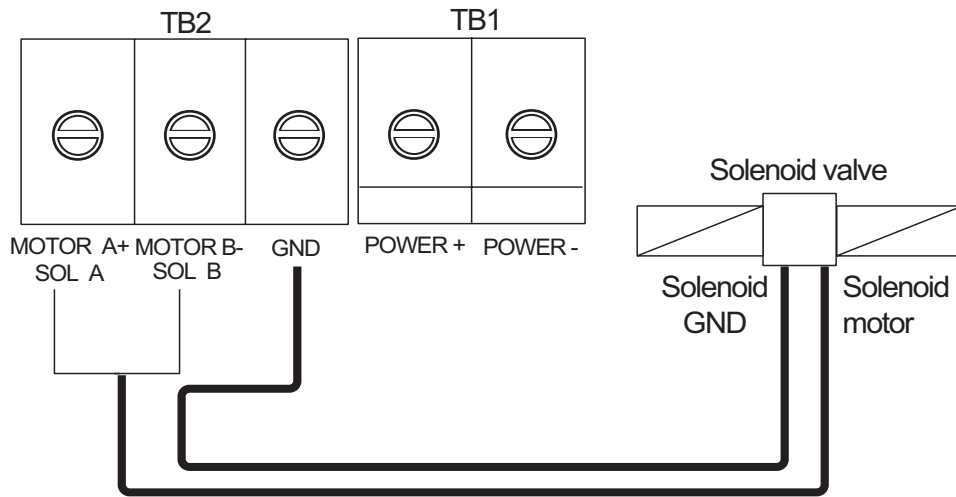 TB2
TB1
MOTOR A+ MOTOR B- GND POWER + POWER -
SOL A SOL B
Solenoid valve
Solenoid
GND
Solenoid
motor